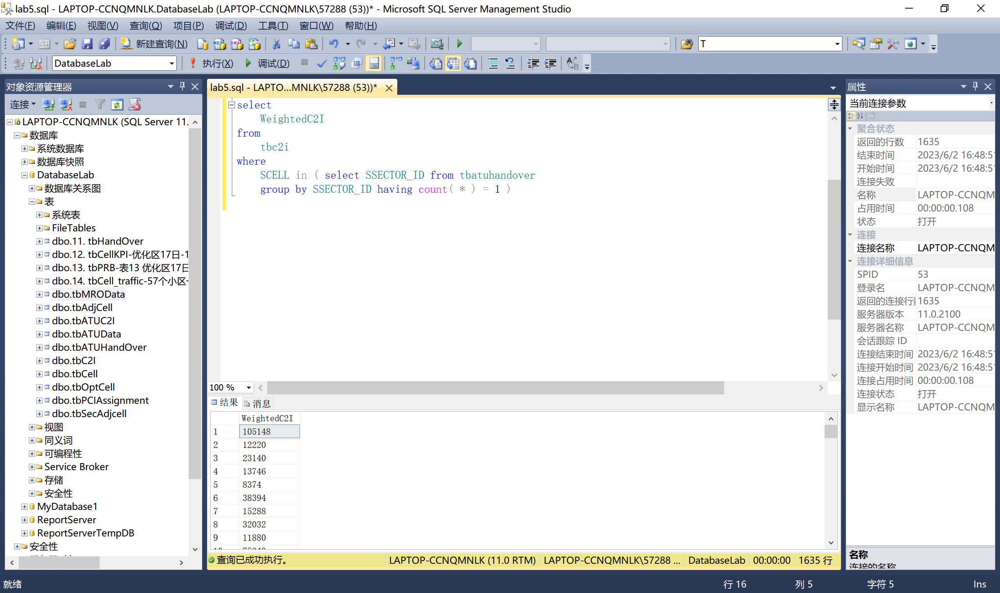 lab5.sql - LAPTOP-CCNQMNLK.DatabaseLab (LAPTOP-CCNQMNLK\57288 (53))* - Microsoft SQL Server Management Studio
文件(F) 编辑(E) 视图(V) 查询(Q) 项目(P) 调试(D) 工具(T) 窗口(W) 帮助(H)
新建查询(N) T
DatabaseLab 执行(X) 调试(D)
对象资源管理器
连接
LAPTOP-CCNQMNLK (SQL Server 11.
数据库
系统数据库
数据库快照
DatabaseLab
数据库关系图
表
系统表
FileTables
dbo.11. tbHandOver
dbo.12. tbCellKPI-优化区17日-1
dbo.13. tbPRB-表13 优化区17日
dbo.14. tbCell_traffic-57个小区-
dbo.tbMROData
dbo.tbAdjCell
dbo.tbATUC2I
dbo.tbATUData
dbo.tbATUHandOver
dbo.tbC2I
dbo.tbCell
dbo.tbOptCell
dbo.tbPCIAssignment
dbo.tbSecAdjcell
视图
同义词
可编程性
Service Broker
存储
安全性
MyDatabase1
ReportServer
ReportServerTempDB
安全性
lab5.sql - LAPTO...MNLK\57288 (53))*
select
WeightedC2I
from
tbc2i
where
SCELL in ( select SSECTOR_ID from tbatuhandover
group by SSECTOR_ID having count( * ) = 1 )
100 %
结果 消息
WeightedC2I
1 105148
2 12220
3 23140
4 13746
5 8374
6 38394
7 15288
8 32032
9 11880
查询已成功执行。 LAPTOP-CCNQMNLK (11.0 RTM) LAPTOP-CCNQMNLK\57288 ... DatabaseLab 00:00:00 1635 行
属性
当前连接参数
聚合状态
返回的行数 1635
结束时间 2023/6/2 16:48:51
开始时间 2023/6/2 16:48:51
连接失败
名称 LAPTOP-CCNQM
占用时间 00:00:00.108
状态 打开
连接
连接名称 LAPTOP-CCNQM
连接详细信息
SPID 53
登录名 LAPTOP-CCNQM
返回的连接行数 1635
服务器版本 11.0.2100
服务器名称 LAPTOP-CCNQM
会话跟踪 ID
连接结束时间 2023/6/2 16:48:51
连接开始时间 2023/6/2 16:48:51
连接占用时间 00:00:00.108
连接状态 打开
显示名称 LAPTOP-CCNQM
名称
连接的名称
就绪 行 16 列 5 字符 5 Ins